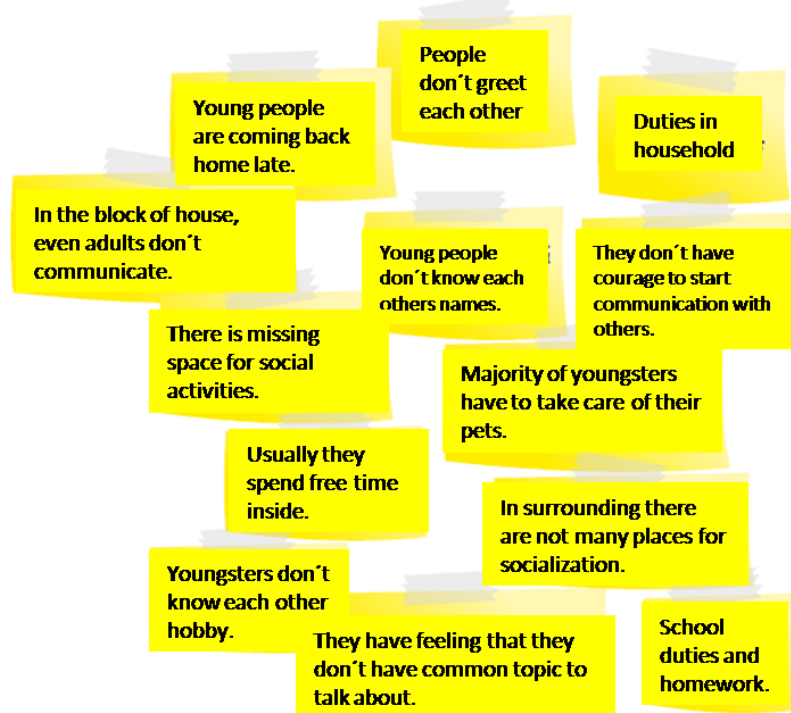 People
don´t greet
each other
Young people
are coming back
home late.
Duties in
household
In the block of house,
even adults don´t
communicate.
Young people
don´t know each
others names.
They don´t have
courage to start
communication with
others.
There is missing
space for social
activities.
Majority of youngsters
have to take care of their
pets.
Usually they
spend free time
inside.
In surrounding there
are not many places for
socialization.
Youngsters don´t
know each other
hobby.
They have feeling that they
don´t have common topic to
talk about.
School
duties and
homework.